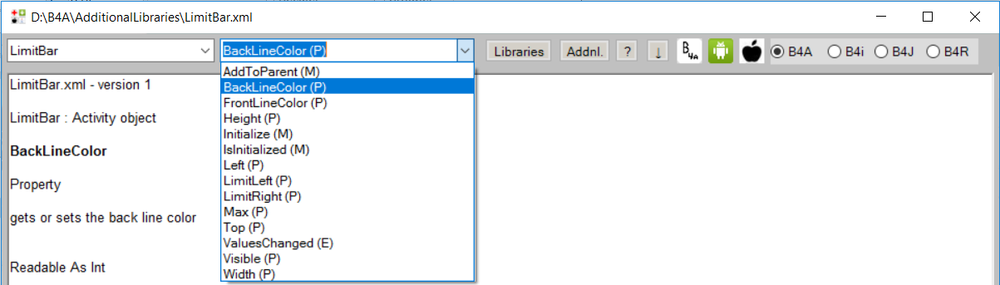 D:\B4A\AdditionalLibraries\LimitBar.xml
LimitBar BackLineColor (P) Libraries Addnl. ? ↓ B4A B4A B4i B4J B4R
AddToParent (M)
BackLineColor (P)
FrontLineColor (P)
Height (P)
Initialize (M)
IsInitialized (M)
Left (P)
LimitLeft (P)
LimitRight (P)
Max (P)
Top (P)
ValuesChanged (E)
Visible (P)
Width (P)
LimitBar.xml - version 1
LimitBar : Activity object
BackLineColor
Property
gets or sets the back line color
Readable As Int